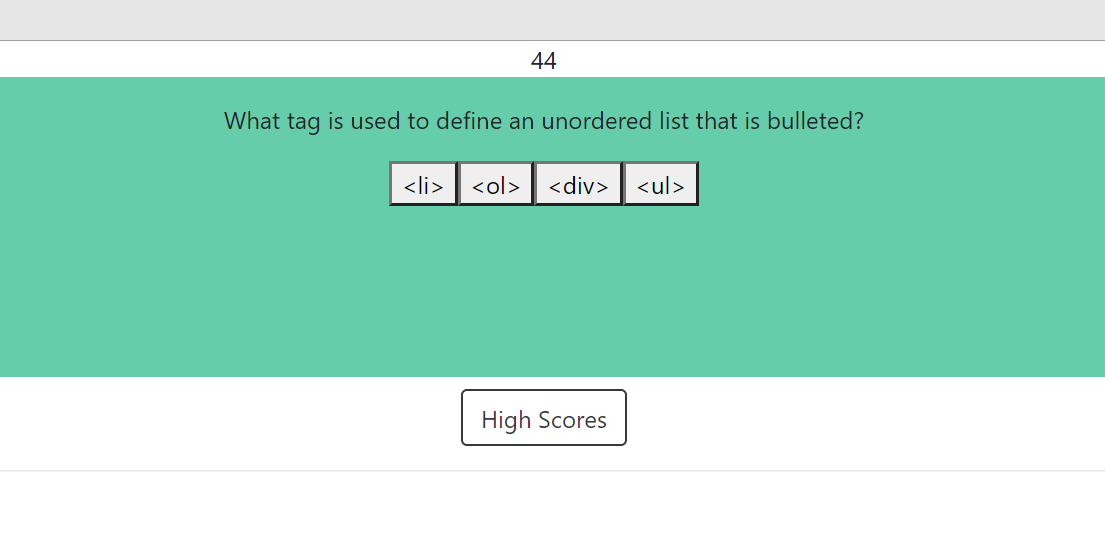 44
What tag is used to define an unordered list that is bulleted?
<li> <ol> <div> <ul>
High Scores